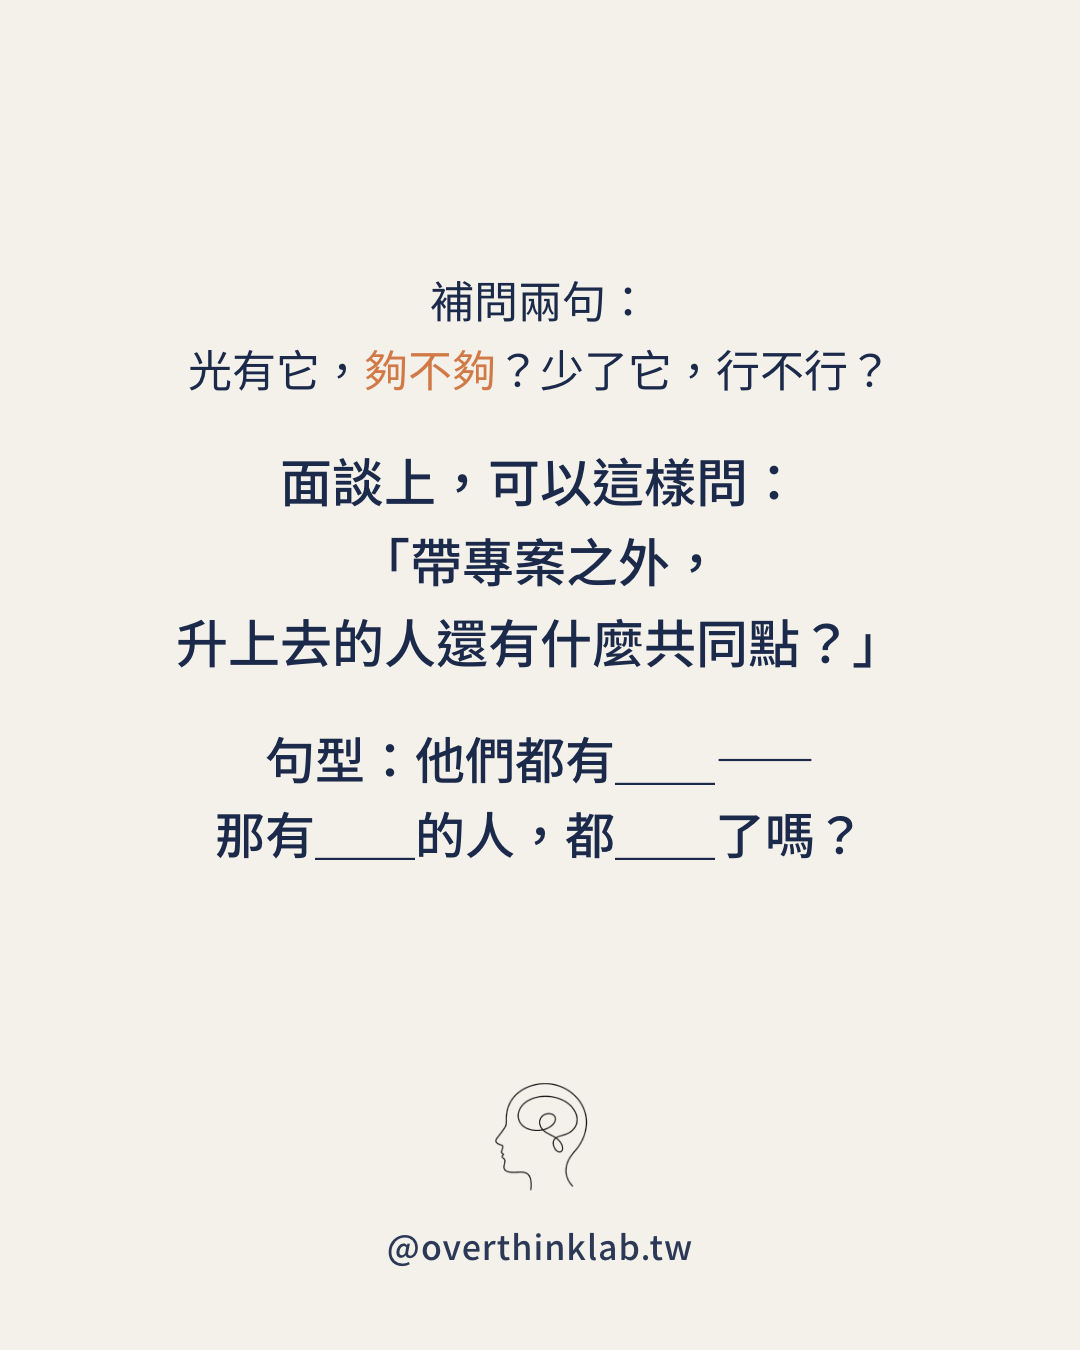 補問兩句：
光有它，夠不夠？少了它，行不行？
面談上，可以這樣問：
「帶專案之外，
升上去的人還有什麼共同點？」
句型：他們都有____——
那有____的人，都____了嗎？
@overthinklab.tw